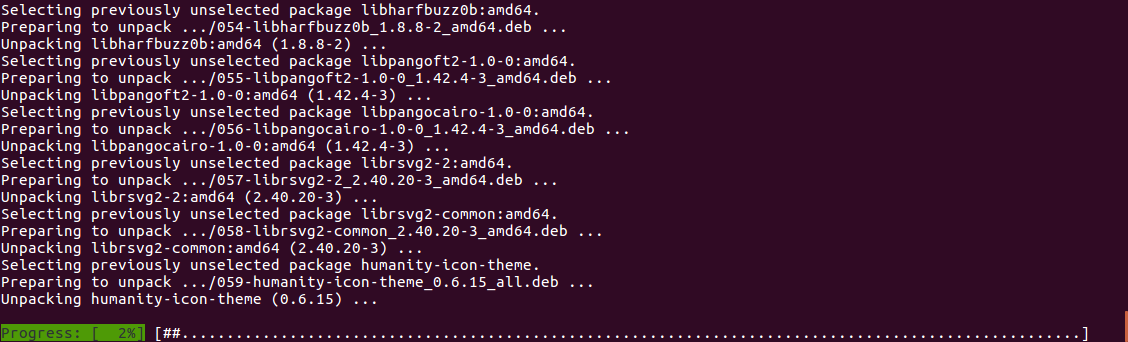 Selecting previously unselected package libharfbuzz0b:amd64.
Preparing to unpack .../054-libharfbuzz0b_1.8.8-2_amd64.deb ...
Unpacking libharfbuzz0b:amd64 (1.8.8-2) ...
Selecting previously unselected package libpangoft2-1.0-0:amd64.
Preparing to unpack .../055-libpangoft2-1.0-0_1.42.4-3_amd64.deb ...
Unpacking libpangoft2-1.0-0:amd64 (1.42.4-3) ...
Selecting previously unselected package libpangocairo-1.0-0:amd64.
Preparing to unpack .../056-libpangocairo-1.0-0_1.42.4-3_amd64.deb ...
Unpacking libpangocairo-1.0-0:amd64 (1.42.4-3) ...
Selecting previously unselected package librsvg2-2:amd64.
Preparing to unpack .../057-librsvg2-2_2.40.20-3_amd64.deb ...
Unpacking librsvg2-2:amd64 (2.40.20-3) ...
Selecting previously unselected package librsvg2-common:amd64.
Preparing to unpack .../058-librsvg2-common_2.40.20-3_amd64.deb ...
Unpacking librsvg2-common:amd64 (2.40.20-3) ...
Selecting previously unselected package humanity-icon-theme.
Preparing to unpack .../059-humanity-icon-theme_0.6.15_all.deb ...
Unpacking humanity-icon-theme (0.6.15) ...
Progress: [  2%] [##....................................................................................................]